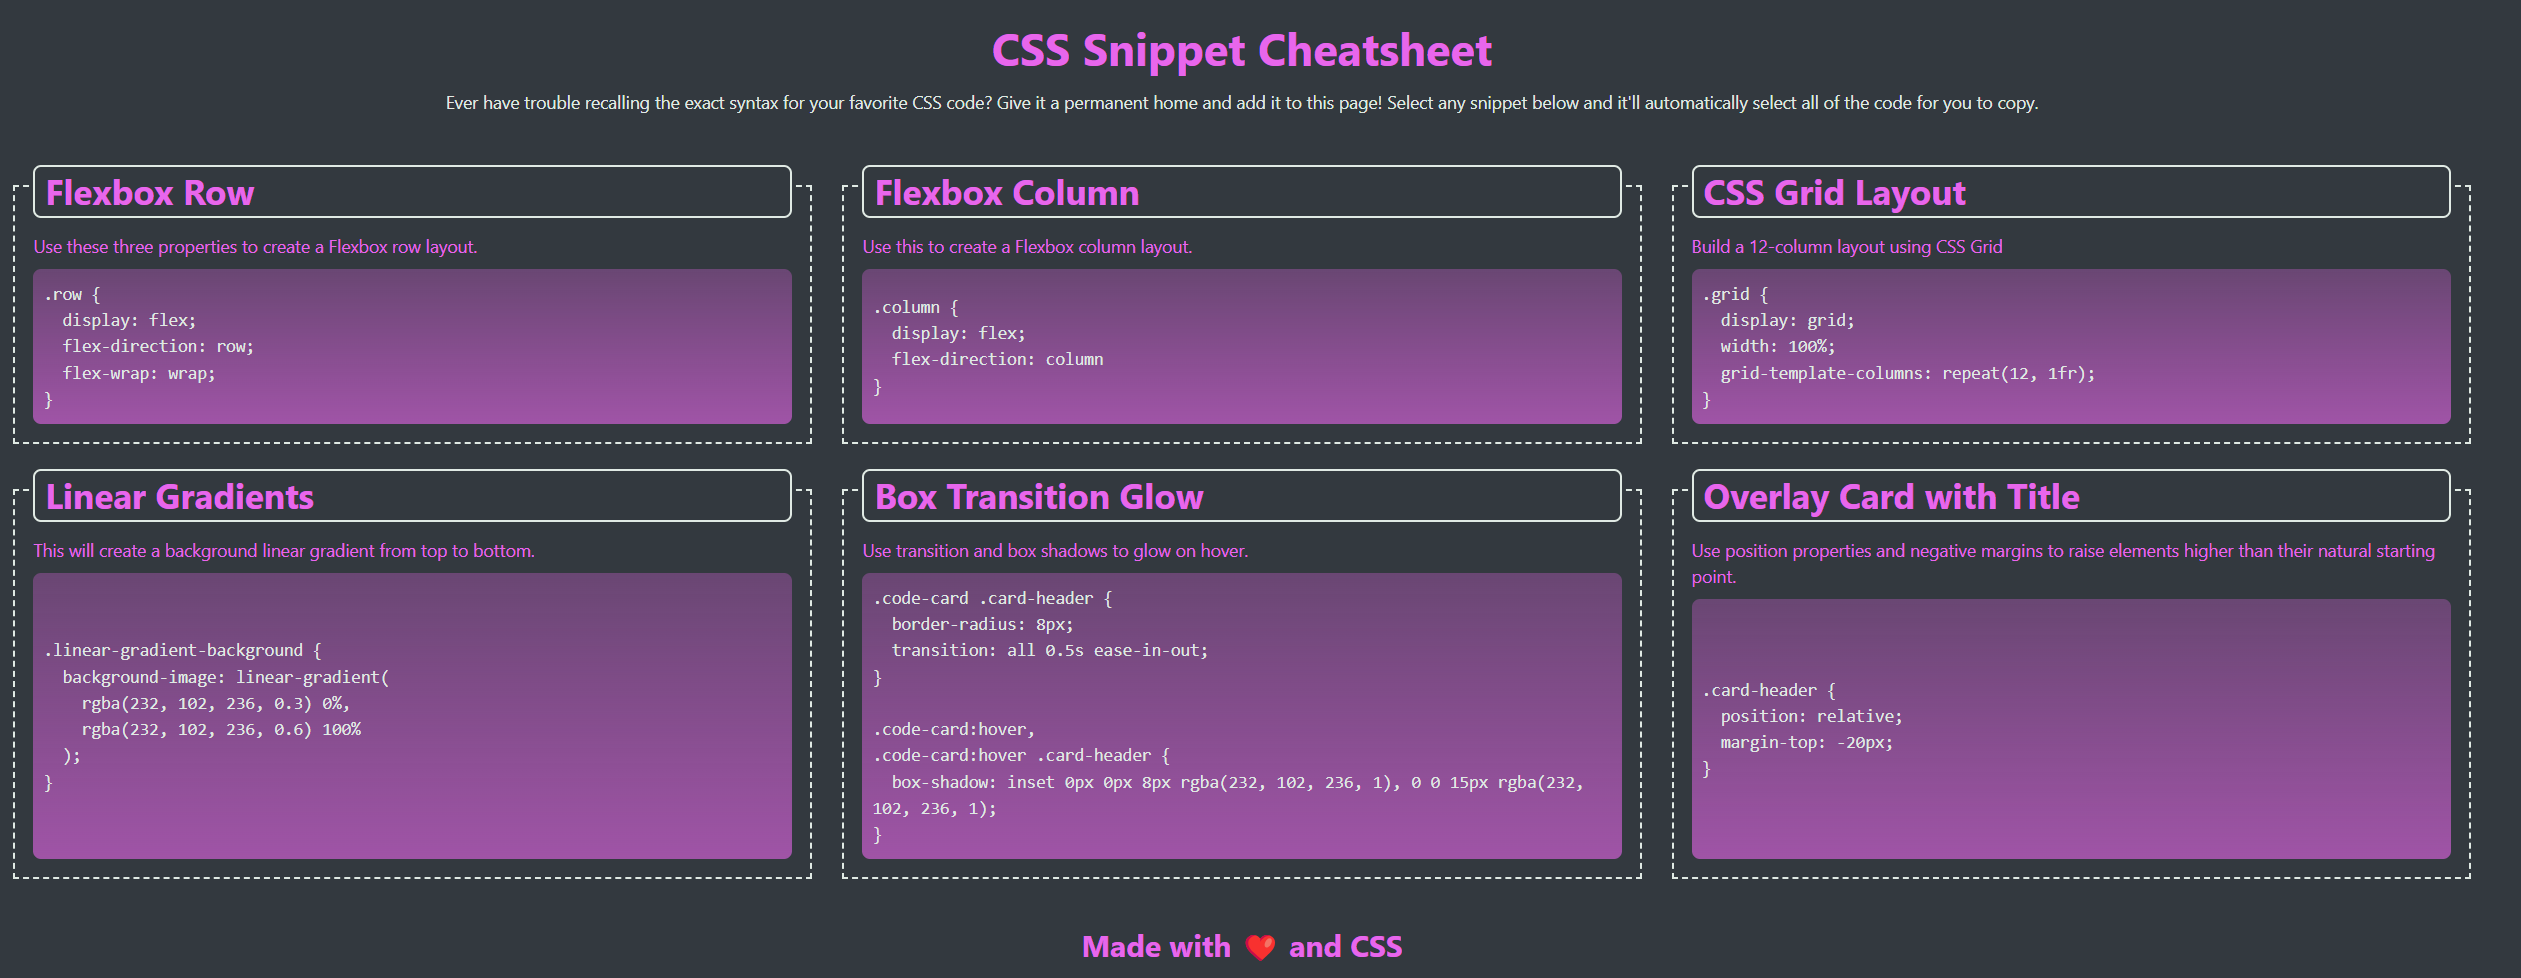 CSS Snippet Cheatsheet
Ever have trouble recalling the exact syntax for your favorite CSS code? Give it a permanent home and add it to this page! Select any snippet below and it'll automatically select all of the code for you to copy.
Flexbox Row
Use these three properties to create a Flexbox row layout.
.row {
  display: flex;
  flex-direction: row;
  flex-wrap: wrap;
}
Flexbox Column
Use this to create a Flexbox column layout.
.column {
  display: flex;
  flex-direction: column
}
CSS Grid Layout
Build a 12-column layout using CSS Grid
.grid {
  display: grid;
  width: 100%;
  grid-template-columns: repeat(12, 1fr);
}
Linear Gradients
This will create a background linear gradient from top to bottom.
.linear-gradient-background {
  background-image: linear-gradient(
    rgba(232, 102, 236, 0.3) 0%,
    rgba(232, 102, 236, 0.6) 100%
  );
}
Box Transition Glow
Use transition and box shadows to glow on hover.
.code-card .card-header {
  border-radius: 8px;
  transition: all 0.5s ease-in-out;
}
.code-card:hover,
.code-card:hover .card-header {
  box-shadow: inset 0px 0px 8px rgba(232, 102, 236, 1), 0 0 15px rgba(232,
102, 236, 1);
}
Overlay Card with Title
Use position properties and negative margins to raise elements higher than their natural starting
point.
.card-header {
  position: relative;
  margin-top: -20px;
}
Made with ❤️ and CSS